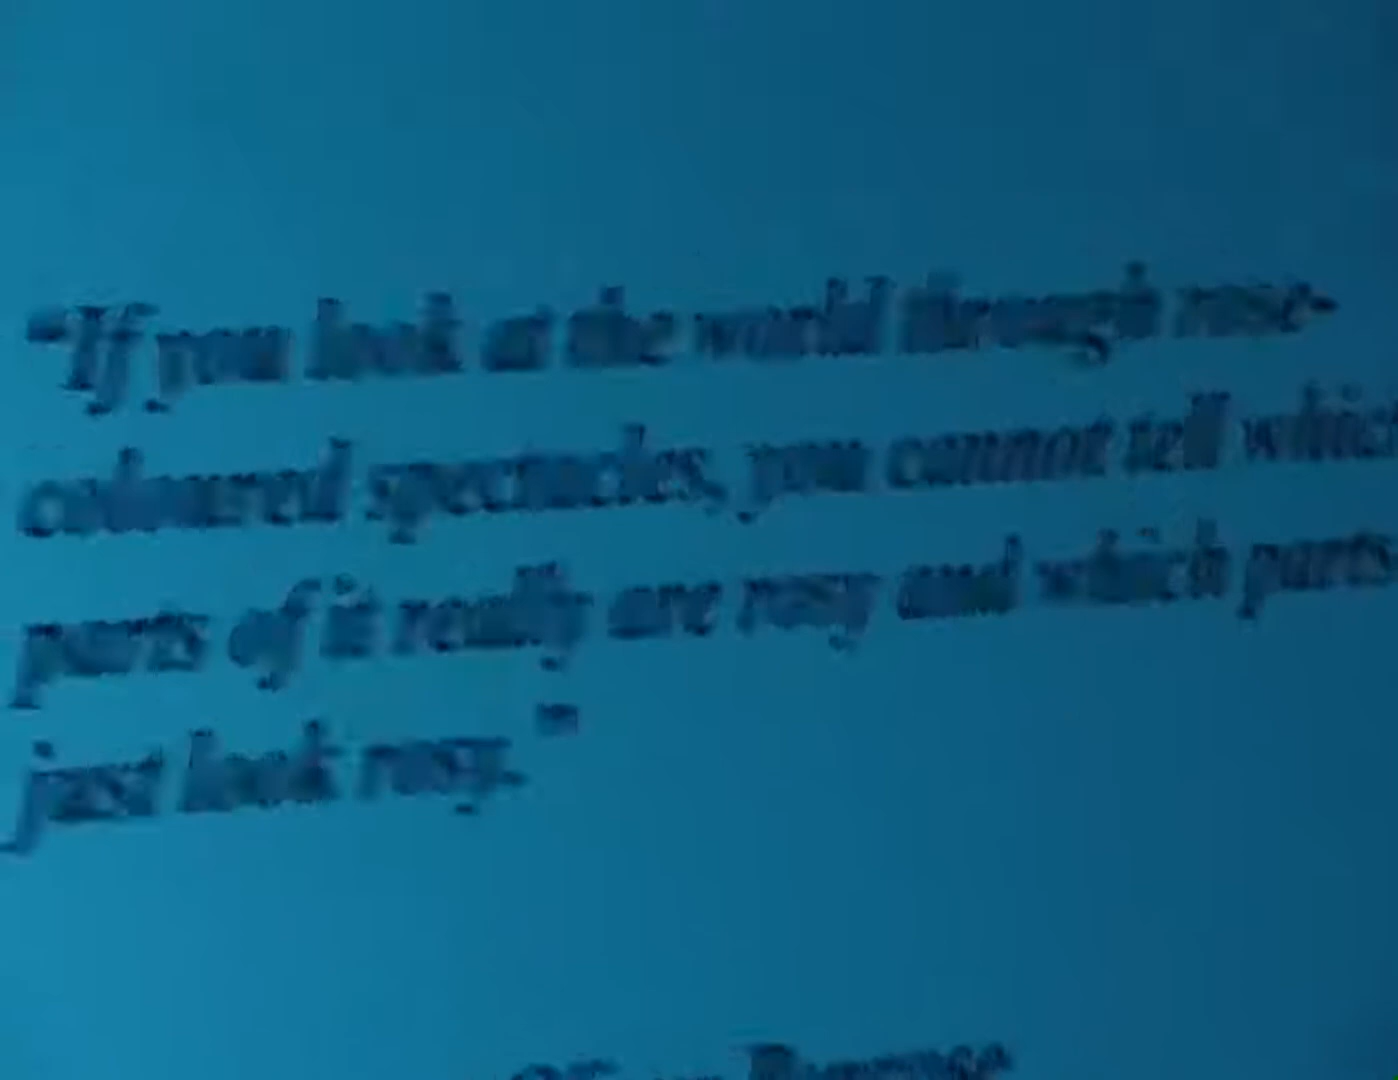 "If you look at the world through rose-
coloured spectacles, you cannot tell which
parts of it really are rosy and which parts
just look rosy."